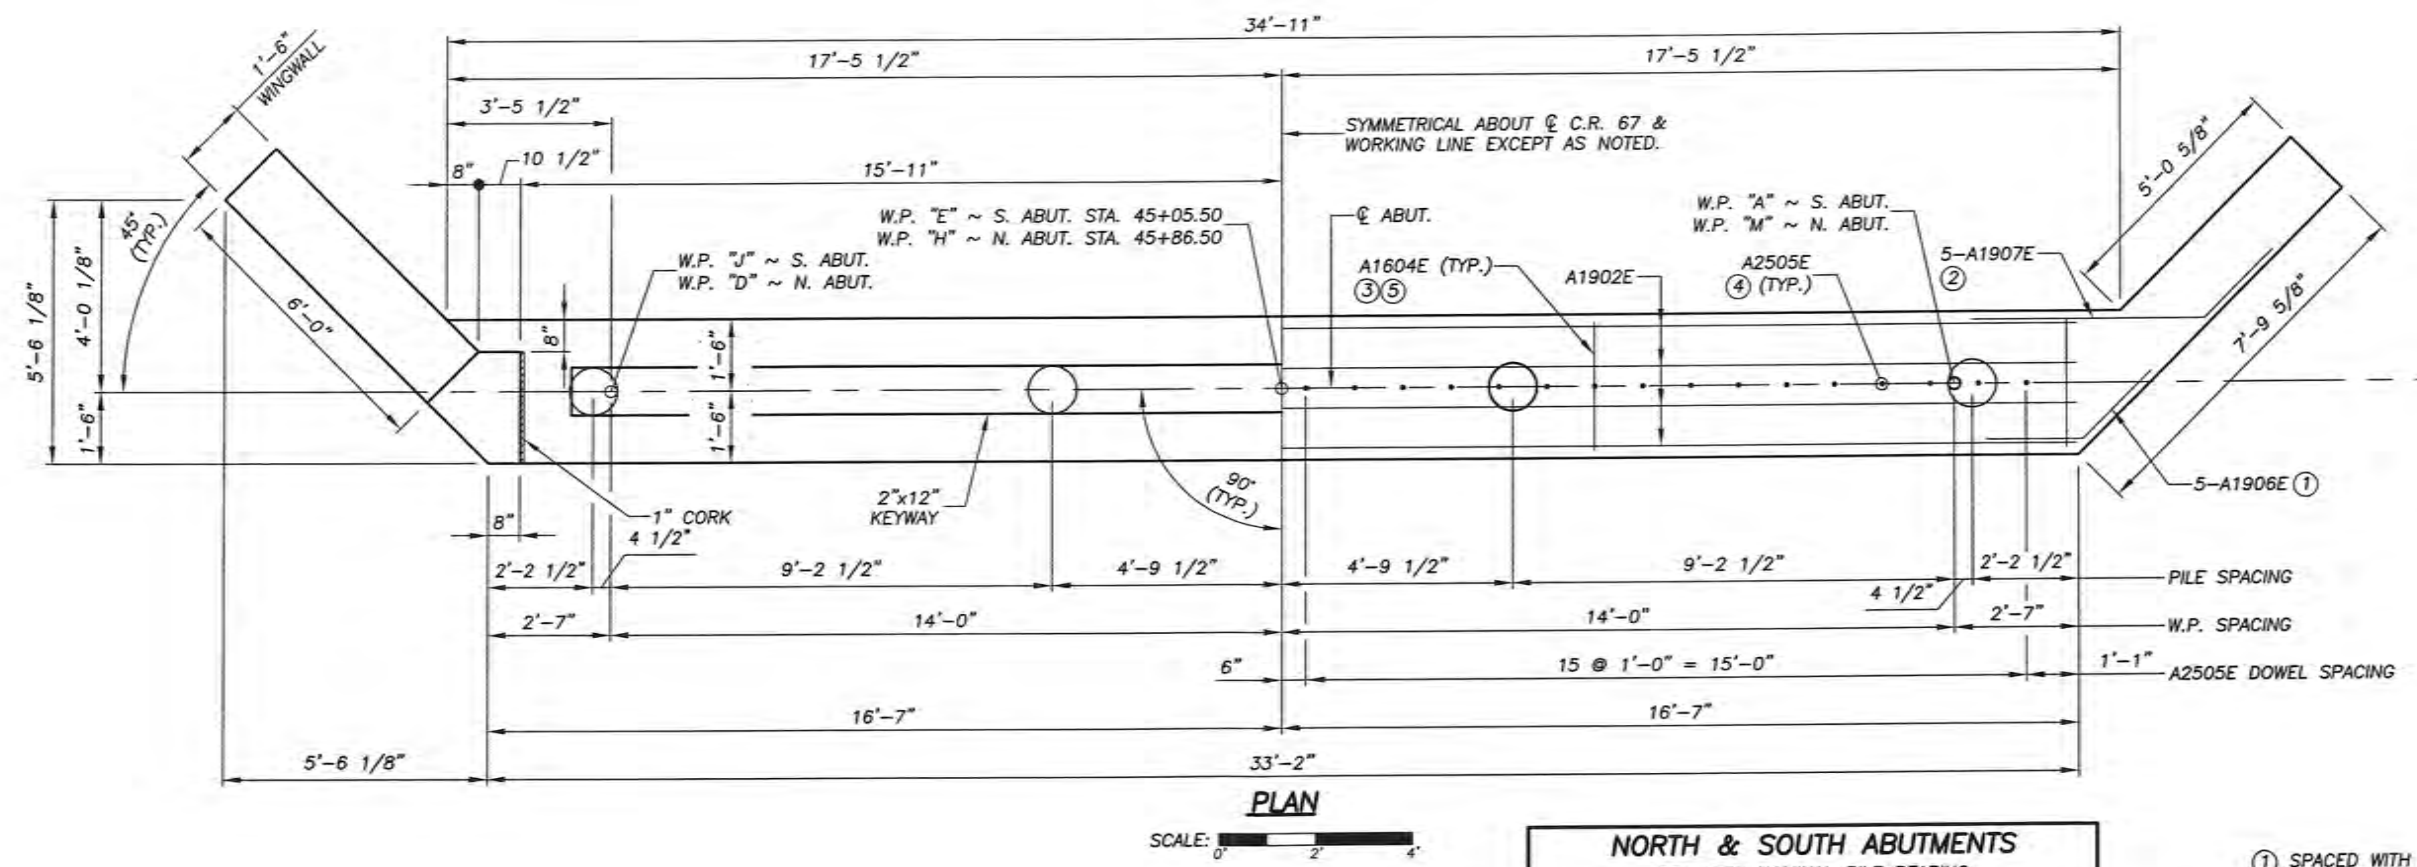 34'-11"
17'-5 1/2"
17'-5 1/2"
1'-6"
WINGWALL
3'-5 1/2"
SYMMETRICAL ABOUT ℄ C.R. 67 &
WORKING LINE EXCEPT AS NOTED.
5'-0 5/8"
8"
10 1/2"
15'-11"
45°
(TYP.)
W.P. "E" ~ S. ABUT. STA. 45+05.50
W.P. "H" ~ N. ABUT. STA. 45+86.50
℄ ABUT.
W.P. "A" ~ S. ABUT.
W.P. "M" ~ N. ABUT.
W.P. "J" ~ S. ABUT.
W.P. "D" ~ N. ABUT.
A1604E (TYP.)
③⑤
A1902E
A2505E
④ (TYP.)
5-A1907E
②
5'-6 1/8"
4'-0 1/8"
1'-6"
6'-0"
8"
1'-6"
1'-6"
7'-9 5/8"
90°
(TYP.)
2"x12"
KEYWAY
1" CORK
5-A1906E ①
8"
4 1/2"
2'-2 1/2"
9'-2 1/2"
4'-9 1/2"
4'-9 1/2"
9'-2 1/2"
4 1/2"
2'-2 1/2"
PILE SPACING
2'-7"
14'-0"
14'-0"
2'-7"
W.P. SPACING
6"
15 @ 1'-0" = 15'-0"
1'-1"
A2505E DOWEL SPACING
16'-7"
16'-7"
5'-6 1/8"
33'-2"
PLAN
SCALE:
0' 2' 4'
NORTH & SOUTH ABUTMENTS
① SPACED WITH